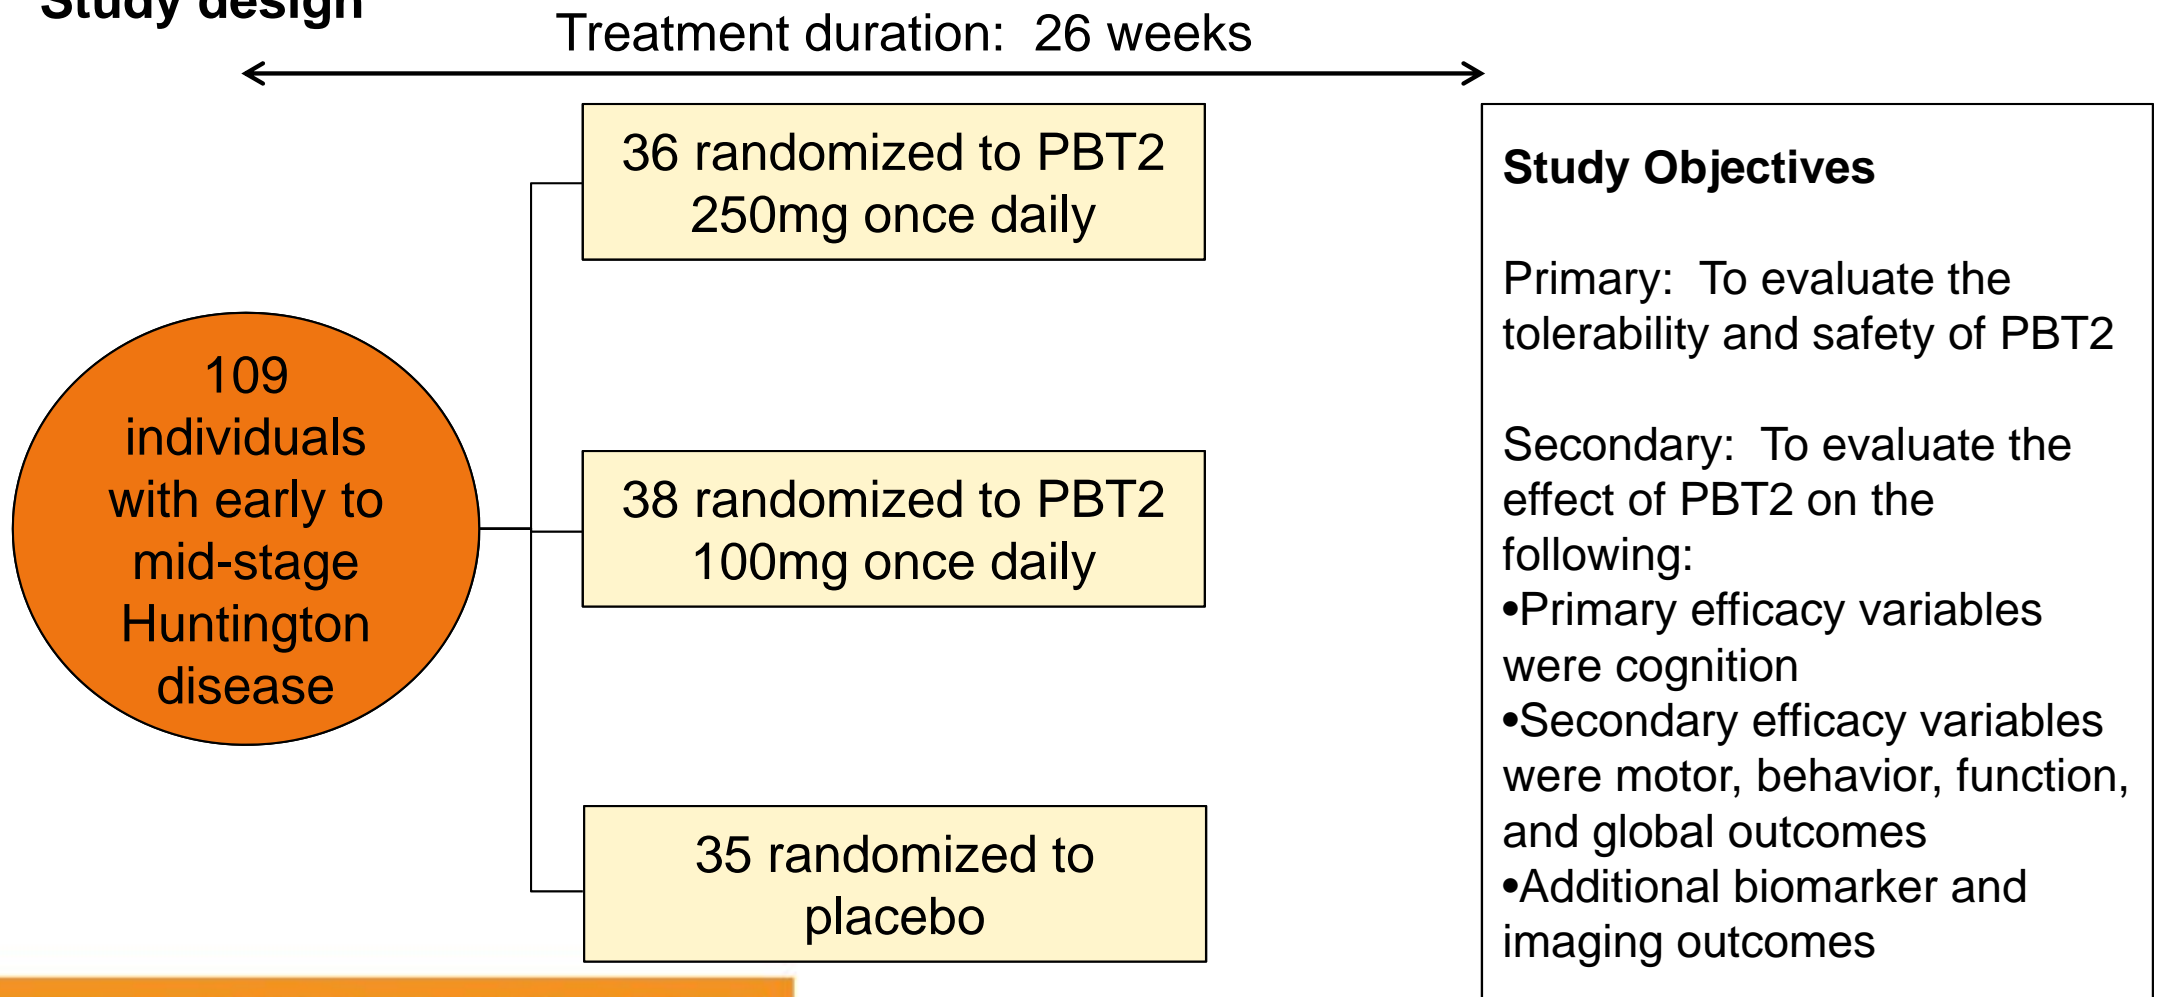 Study design
Treatment duration:  26 weeks
36 randomized to PBT2
250mg once daily
109
individuals
with early to
mid-stage
Huntington
disease
38 randomized to PBT2
100mg once daily
35 randomized to
placebo
Study Objectives
Primary:  To evaluate the
tolerability and safety of PBT2
Secondary:  To evaluate the
effect of PBT2 on the
following:
•Primary efficacy variables
were cognition
•Secondary efficacy variables
were motor, behavior, function,
and global outcomes
•Additional biomarker and
imaging outcomes